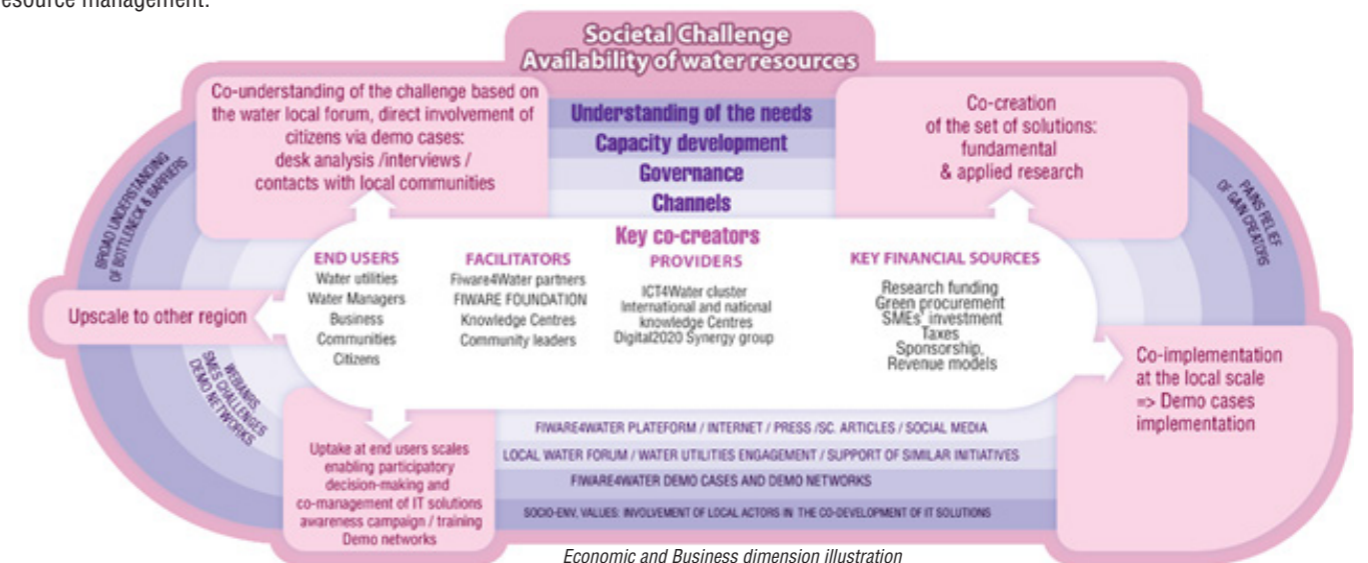 resource management.
Societal Challenge
Availability of water resources
Co-understanding of the challenge based on
the water local forum, direct involvement of
citizens via demo cases:
desk analysis /interviews /
contacts with local communities
Understanding of the needs
Capacity development
Governance
Channels
Co-creation
of the set of solutions:
fundamental
& applied research
BROAD UNDERSTANDING
OF BOTTLENECK & BARRIERS
PAINS RELIEF
OF GAIN CREATORS
Key co-creators
END USERS
Water utilities
Water Managers
Business
Communities
Citizens
FACILITATORS
Fiware4Water partners
FIWARE FOUNDATION
Knowledge Centres
Community leaders
PROVIDERS
ICT4Water cluster
International and national
knowledge Centres
Digital2020 Synergy group
KEY FINANCIAL SOURCES
Research funding
Green procurement
SMEs' investment
Taxes
Sponsorship,
Revenue models
Upscale to other region
WEBANRS
SMES CHALLENGES
DEMO NETWORKS
Co-implementation
at the local scale
=> Demo cases
implementation
Uptake at end users scales
enabling participatory
decision-making and
co-management of IT solutions
awareness campaign / training
Demo networks
FIWARE4WATER PLATEFORM / INTERNET / PRESS /SC. ARTICLES / SOCIAL MEDIA
LOCAL WATER FORUM / WATER UTILITIES ENGAGEMENT / SUPPORT OF SIMILAR INITIATIVES
FIWARE4WATER DEMO CASES AND DEMO NETWORKS
SOCIO-ENV, VALUES: INVOLVEMENT OF LOCAL ACTORS IN THE CO-DEVELOPMENT OF IT SOLUTIONS
Economic and Business dimension illustration